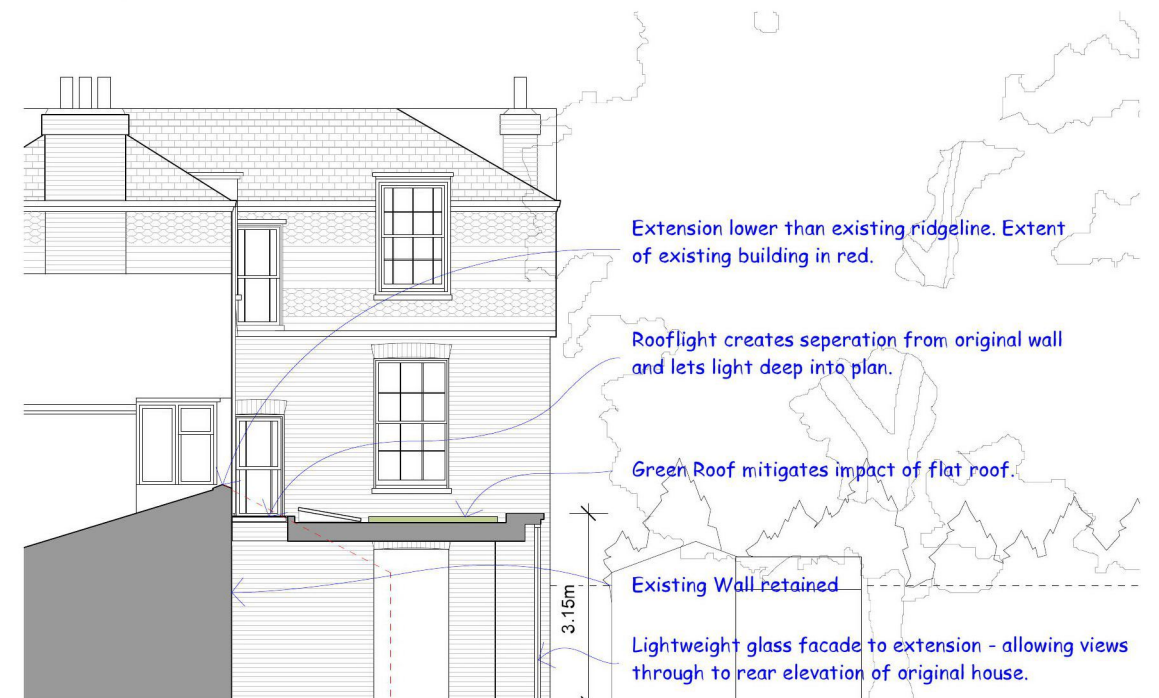 Extension lower than existing ridgeline. Extent
of existing building in red.
Rooflight creates seperation from original wall
and lets light deep into plan.
Green Roof mitigates impact of flat roof.
Existing Wall retained
3.15m
Lightweight glass facade to extension - allowing views
through to rear elevation of original house.